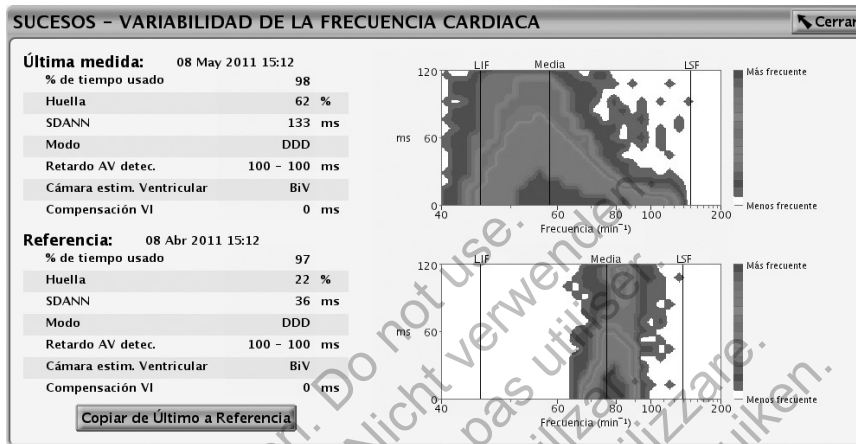 SUCESOS - VARIABILIDAD DE LA FRECUENCIA CARDIACA
Cerrar
Última medida: 08 May 2011 15:12
% de tiempo usado 98
Huella 62 %
SDANN 133 ms
Modo DDD
Retardo AV detec. 100 - 100 ms
Cámara estim. Ventricular BiV
Compensación VI 0 ms
LIF Media LSF
120
ms 60
0
40 60 80 100 200
Frecuencia (min⁻¹)
Más frecuente
Menos frecuente
Referencia: 08 Abr 2011 15:12
% de tiempo usado 97
Huella 22 %
SDANN 36 ms
Modo DDD
Retardo AV detec. 100 - 100 ms
Cámara estim. Ventricular BiV
Compensación VI 0 ms
Copiar de Último a Referencia
LIF Media LSF
120
ms 60
0
40 60 80 100 200
Frecuencia (min⁻¹)
Más frecuente
Menos frecuente
Do not use.
Nicht verwenden.
pas utiliser.